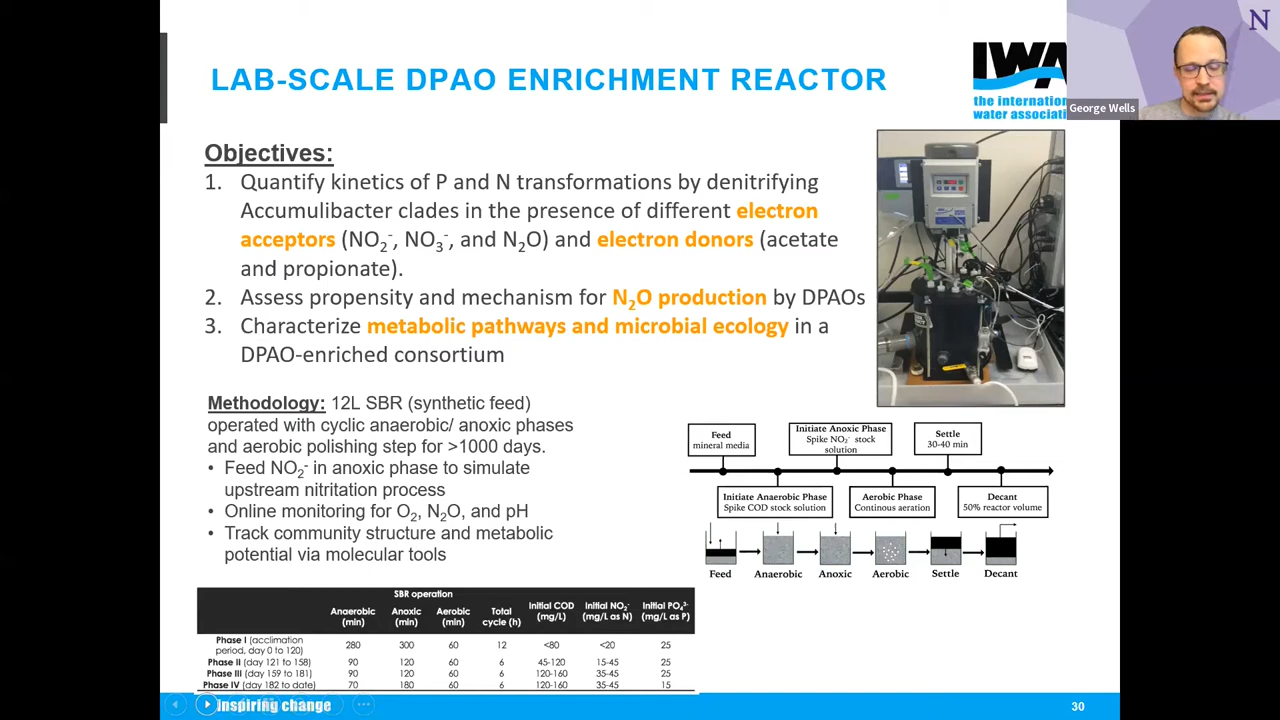 LAB-SCALE DPAO ENRICHMENT REACTOR
IWA
the internation
water associati
N
George Wells
Objectives:
1. Quantify kinetics of P and N transformations by denitrifying
Accumulibacter clades in the presence of different electron
acceptors (NO2-, NO3-, and N2O) and electron donors (acetate
and propionate).
2. Assess propensity and mechanism for N2O production by DPAOs
3. Characterize metabolic pathways and microbial ecology in a
DPAO-enriched consortium
Methodology: 12L SBR (synthetic feed)
operated with cyclic anaerobic/ anoxic phases
and aerobic polishing step for >1000 days.
• Feed NO2- in anoxic phase to simulate
upstream nitritation process
• Online monitoring for O2, N2O, and pH
• Track community structure and metabolic
potential via molecular tools
Feed
mineral media
Initiate Anoxic Phase
Spike NO2- stock
solution
Settle
30-40 min
Initiate Anaerobic Phase
Spike COD stock solution
Aerobic Phase
Continous aeration
Decant
50% reactor volume
Feed Anaerobic Anoxic Aerobic Settle Decant
SBR operation
Anaerobic (min) Anoxic (min) Aerobic (min) Total cycle (h) Initial COD (mg/L) Initial NO2- (mg/L as N) Initial PO43- (mg/L as P)
Phase I (acclimation period, day 0 to 120) 280 300 60 12 <80 <20 25
Phase II (day 121 to 158) 90 120 60 6 45-120 15-45 25
Phase III (day 159 to 181) 90 120 60 6 120-160 35-45 25
Phase IV (day 182 to date) 70 180 60 6 120-160 35-45 15
inspiring change
30